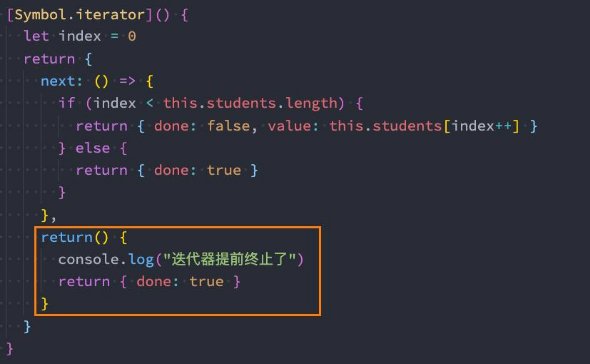 [Symbol.iterator]() {
let index = 0
return {
next: () => {
if (index < this.students.length) {
return { done: false, value: this.students[index++] }
} else {
return { done: true }
}
},
return() {
console.log("迭代器提前终止了")
return { done: true }
}
}
}